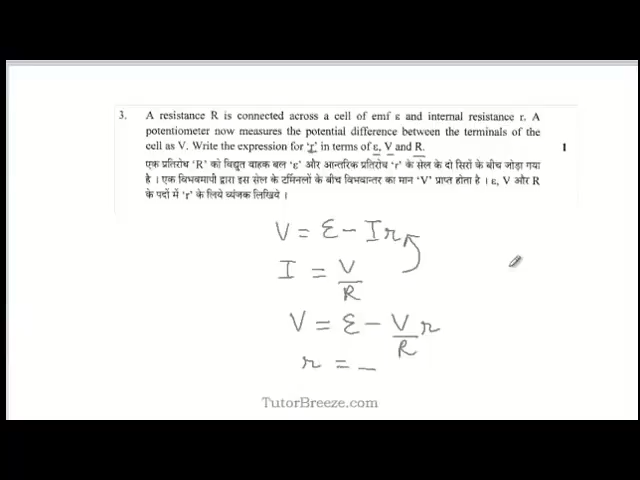 3. A resistance R is connected across a cell of emf ε and internal resistance r. A
potentiometer now measures the potential difference between the terminals of the
cell as V. Write the expression for 'r' in terms of ε, V and R. 1
एक प्रतिरोध 'R' को विद्युत वाहक बल 'ε' और आन्तरिक प्रतिरोध 'r' के सेल के दो सिरों के बीच जोड़ा गया
है । एक विभवमापी द्वारा इस सेल के टर्मिनलों के बीच विभवान्तर का मान 'V' प्राप्त होता है । ε, V और R
के पदों में 'r' के लिये व्यंजक लिखिये ।
V = ε - Ir
I = V/R
V = ε - V/R r
r = _
TutorBreeze.com